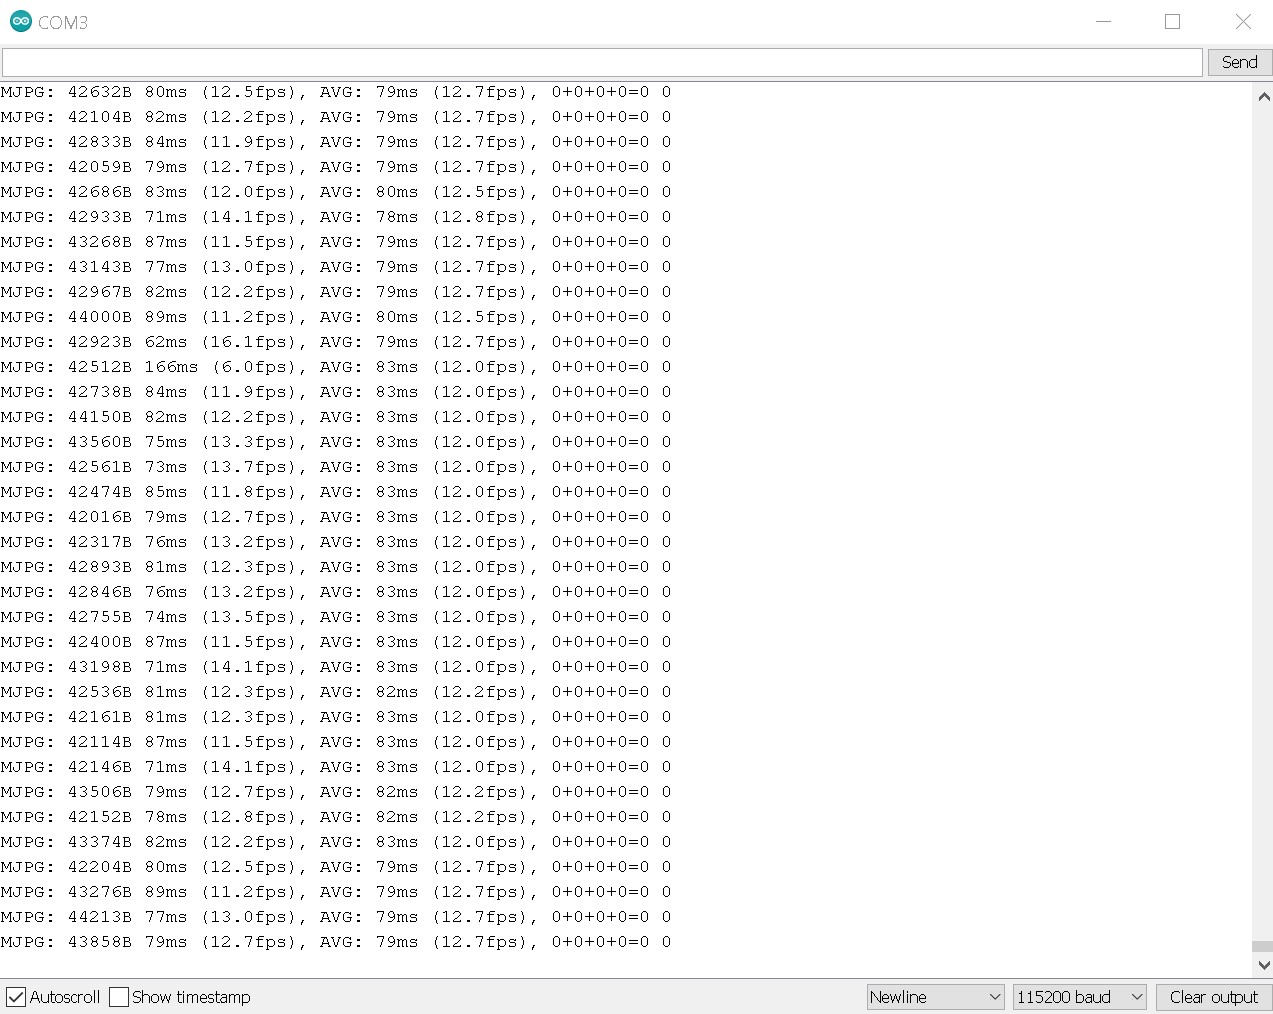 COM3
Send
MJPG: 42632B 80ms (12.5fps), AVG: 79ms (12.7fps), 0+0+0+0=0 0
MJPG: 42104B 82ms (12.2fps), AVG: 79ms (12.7fps), 0+0+0+0=0 0
MJPG: 42833B 84ms (11.9fps), AVG: 79ms (12.7fps), 0+0+0+0=0 0
MJPG: 42059B 79ms (12.7fps), AVG: 79ms (12.7fps), 0+0+0+0=0 0
MJPG: 42686B 83ms (12.0fps), AVG: 80ms (12.5fps), 0+0+0+0=0 0
MJPG: 42933B 71ms (14.1fps), AVG: 78ms (12.8fps), 0+0+0+0=0 0
MJPG: 43268B 87ms (11.5fps), AVG: 79ms (12.7fps), 0+0+0+0=0 0
MJPG: 43143B 77ms (13.0fps), AVG: 79ms (12.7fps), 0+0+0+0=0 0
MJPG: 42967B 82ms (12.2fps), AVG: 79ms (12.7fps), 0+0+0+0=0 0
MJPG: 44000B 89ms (11.2fps), AVG: 80ms (12.5fps), 0+0+0+0=0 0
MJPG: 42923B 62ms (16.1fps), AVG: 79ms (12.7fps), 0+0+0+0=0 0
MJPG: 42512B 166ms (6.0fps), AVG: 83ms (12.0fps), 0+0+0+0=0 0
MJPG: 42738B 84ms (11.9fps), AVG: 83ms (12.0fps), 0+0+0+0=0 0
MJPG: 44150B 82ms (12.2fps), AVG: 83ms (12.0fps), 0+0+0+0=0 0
MJPG: 43560B 75ms (13.3fps), AVG: 83ms (12.0fps), 0+0+0+0=0 0
MJPG: 42561B 73ms (13.7fps), AVG: 83ms (12.0fps), 0+0+0+0=0 0
MJPG: 42474B 85ms (11.8fps), AVG: 83ms (12.0fps), 0+0+0+0=0 0
MJPG: 42016B 79ms (12.7fps), AVG: 83ms (12.0fps), 0+0+0+0=0 0
MJPG: 42317B 76ms (13.2fps), AVG: 83ms (12.0fps), 0+0+0+0=0 0
MJPG: 42893B 81ms (12.3fps), AVG: 83ms (12.0fps), 0+0+0+0=0 0
MJPG: 42846B 76ms (13.2fps), AVG: 83ms (12.0fps), 0+0+0+0=0 0
MJPG: 42755B 74ms (13.5fps), AVG: 83ms (12.0fps), 0+0+0+0=0 0
MJPG: 42400B 87ms (11.5fps), AVG: 83ms (12.0fps), 0+0+0+0=0 0
MJPG: 43198B 71ms (14.1fps), AVG: 83ms (12.0fps), 0+0+0+0=0 0
MJPG: 42536B 81ms (12.3fps), AVG: 82ms (12.2fps), 0+0+0+0=0 0
MJPG: 42161B 81ms (12.3fps), AVG: 83ms (12.0fps), 0+0+0+0=0 0
MJPG: 42114B 87ms (11.5fps), AVG: 83ms (12.0fps), 0+0+0+0=0 0
MJPG: 42146B 71ms (14.1fps), AVG: 83ms (12.0fps), 0+0+0+0=0 0
MJPG: 43506B 79ms (12.7fps), AVG: 82ms (12.2fps), 0+0+0+0=0 0
MJPG: 42152B 78ms (12.8fps), AVG: 82ms (12.2fps), 0+0+0+0=0 0
MJPG: 43374B 82ms (12.2fps), AVG: 83ms (12.0fps), 0+0+0+0=0 0
MJPG: 42204B 80ms (12.5fps), AVG: 79ms (12.7fps), 0+0+0+0=0 0
MJPG: 43276B 89ms (11.2fps), AVG: 79ms (12.7fps), 0+0+0+0=0 0
MJPG: 44213B 77ms (13.0fps), AVG: 79ms (12.7fps), 0+0+0+0=0 0
MJPG: 43858B 79ms (12.7fps), AVG: 79ms (12.7fps), 0+0+0+0=0 0
Autoscroll Show timestamp Newline 115200 baud Clear output